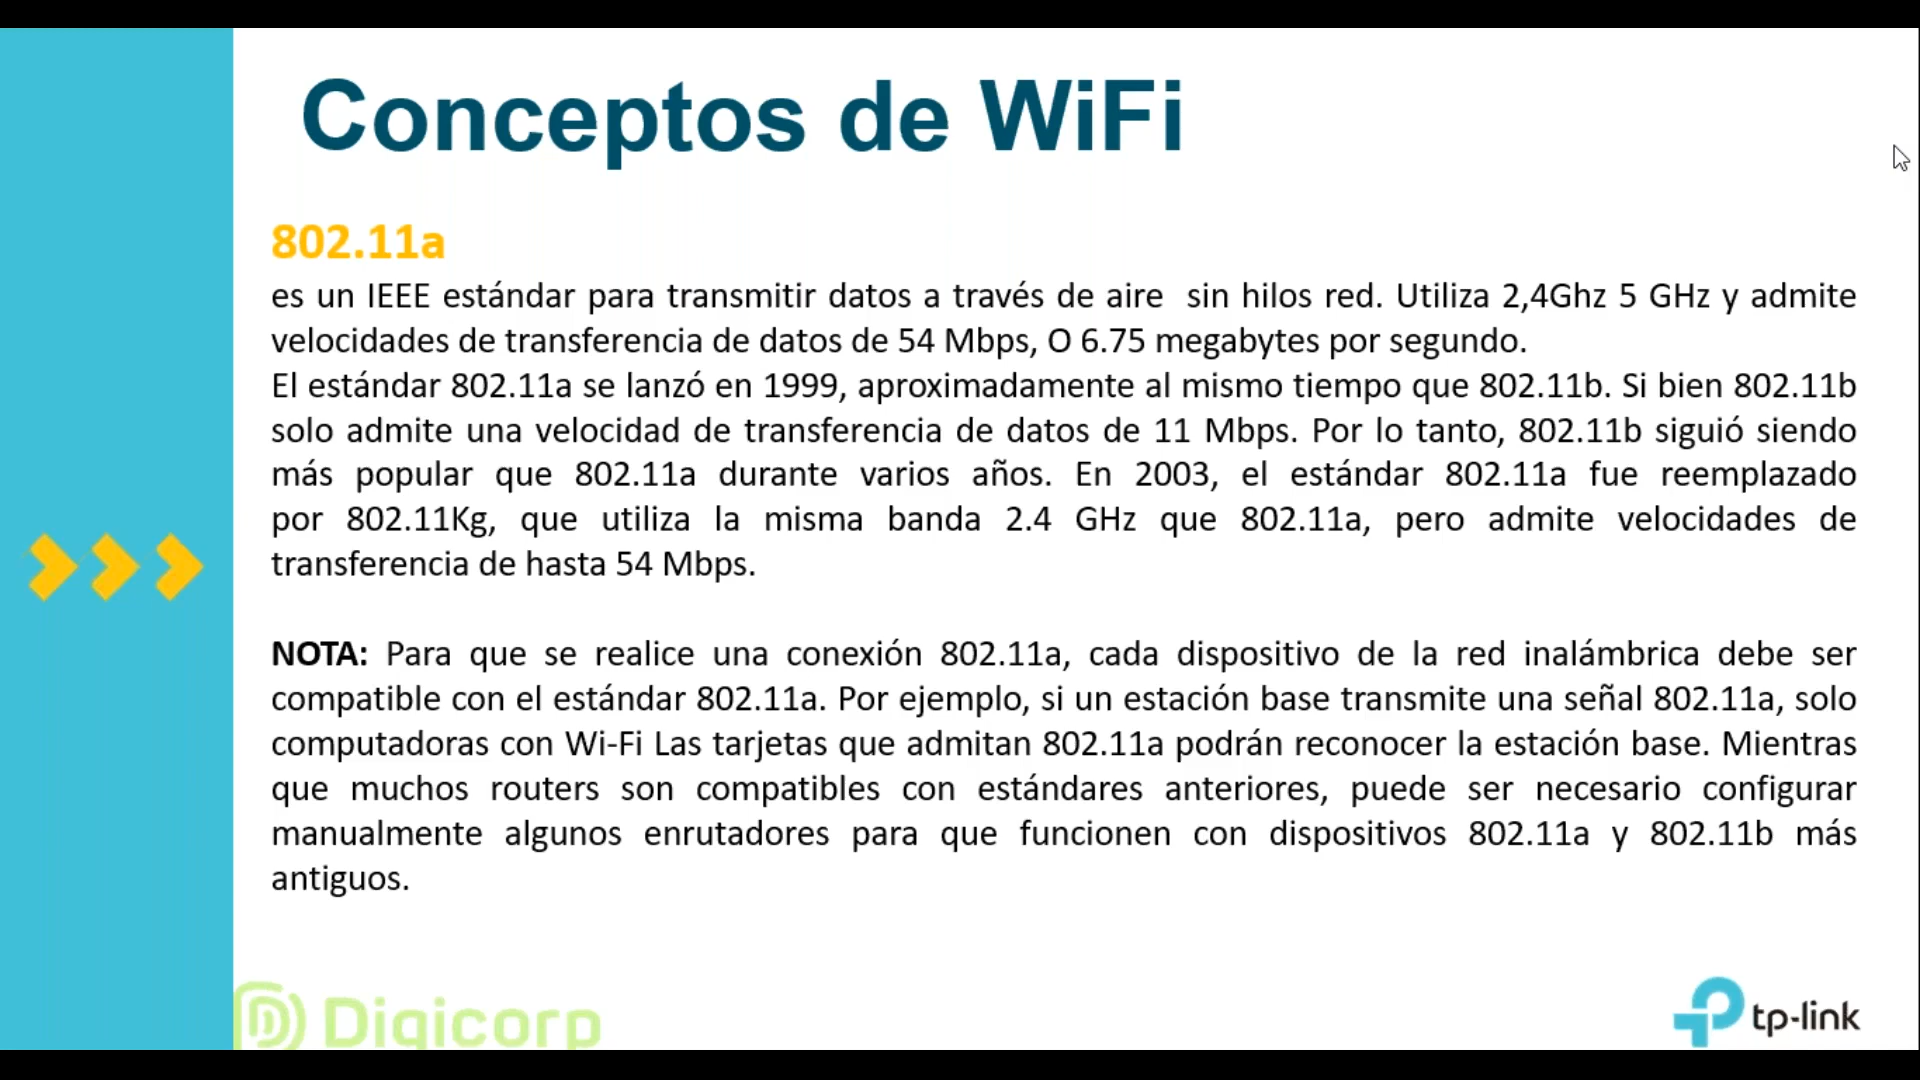 Conceptos de WiFi
802.11a
es un IEEE estándar para transmitir datos a través de aire sin hilos red. Utiliza 2,4Ghz 5 GHz y admite
velocidades de transferencia de datos de 54 Mbps, O 6.75 megabytes por segundo.
El estándar 802.11a se lanzó en 1999, aproximadamente al mismo tiempo que 802.11b. Si bien 802.11b
solo admite una velocidad de transferencia de datos de 11 Mbps. Por lo tanto, 802.11b siguió siendo
más popular que 802.11a durante varios años. En 2003, el estándar 802.11a fue reemplazado
por 802.11Kg, que utiliza la misma banda 2.4 GHz que 802.11a, pero admite velocidades de
transferencia de hasta 54 Mbps.
NOTA: Para que se realice una conexión 802.11a, cada dispositivo de la red inalámbrica debe ser
compatible con el estándar 802.11a. Por ejemplo, si un estación base transmite una señal 802.11a, solo
computadoras con Wi-Fi Las tarjetas que admitan 802.11a podrán reconocer la estación base. Mientras
que muchos routers son compatibles con estándares anteriores, puede ser necesario configurar
manualmente algunos enrutadores para que funcionen con dispositivos 802.11a y 802.11b más
antiguos.
Digicorp
tp-link